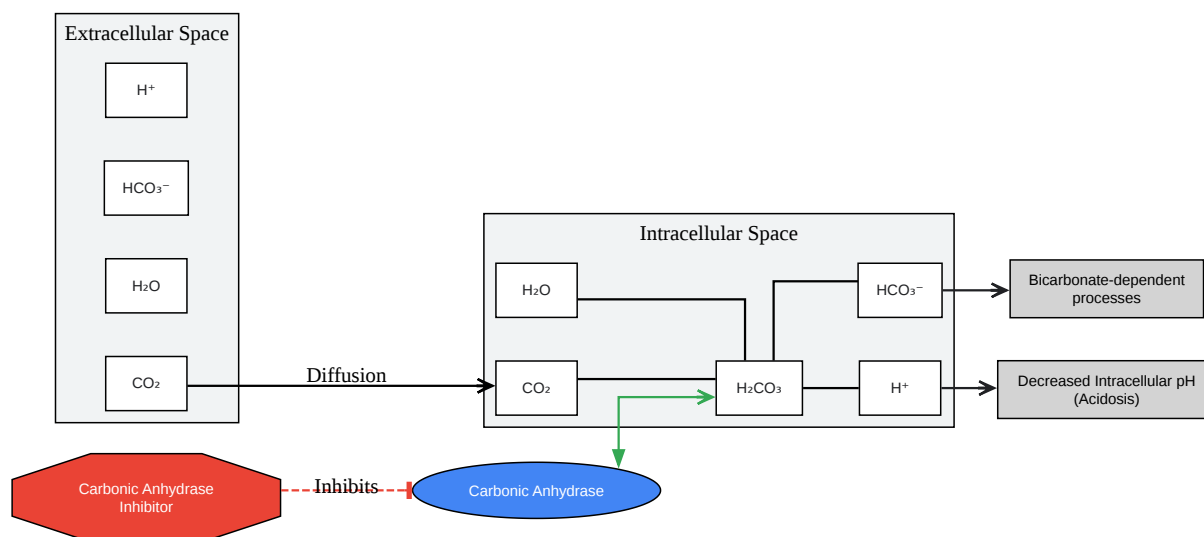 Extracellular Space
H⁺
HCO₃⁻
H₂O
CO₂
Diffusion
Intracellular Space
H₂O
CO₂
H₂CO₃
HCO₃⁻
H⁺
Bicarbonate-dependent
processes
Decreased Intracellular pH
(Acidosis)
Carbonic Anhydrase
Inhibitor
Inhibits
Carbonic Anhydrase